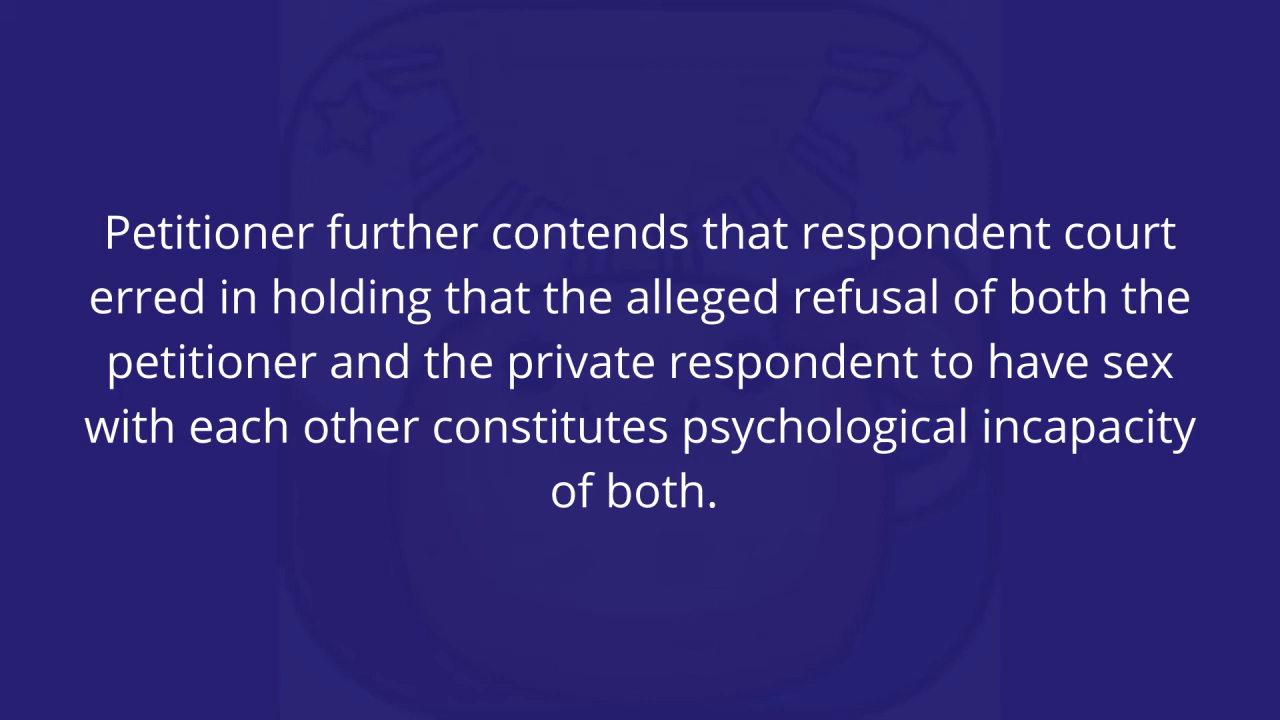 Petitioner further contends that respondent court
erred in holding that the alleged refusal of both the
petitioner and the private respondent to have sex
with each other constitutes psychological incapacity
of both.